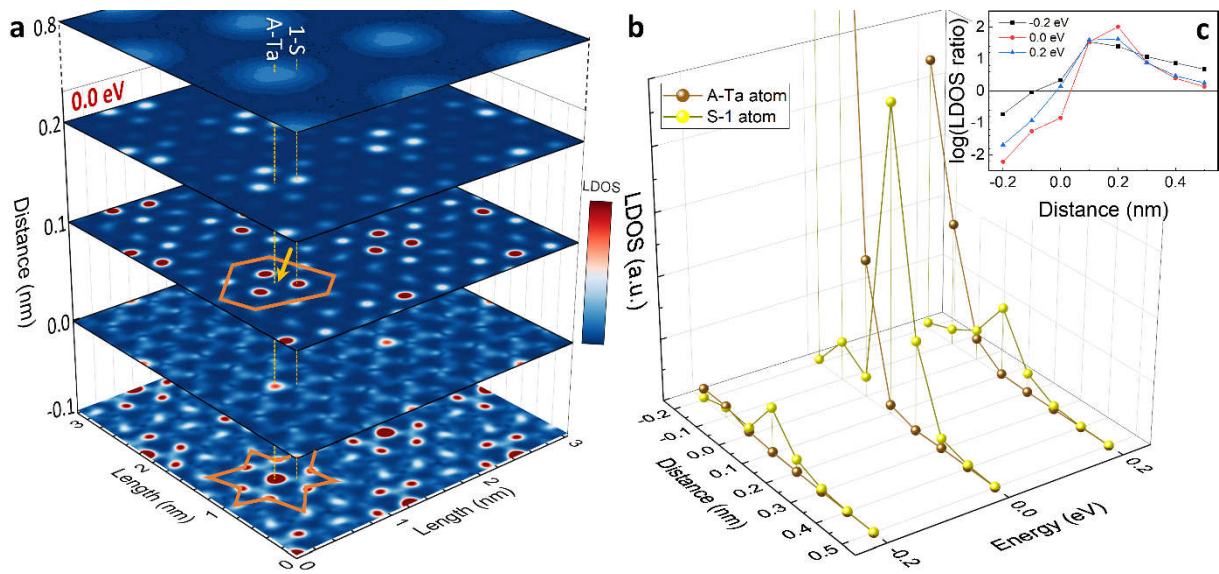 a
0.8
1-S
A-Ta
0.0 eV
0.2
LDOS
0.1
Distance (nm)
0.0
-0.1
3
2
1
0
Length (nm)
0
1
2
3
Length (nm)
b
A-Ta atom
S-1 atom
LDOS (a.u.)
-0.2
-0.1
0.0
0.1
0.2
0.3
0.4
0.5
Distance (nm)
-0.2
0.0
0.2
Energy (eV)
c
-0.2 eV
0.0 eV
0.2 eV
log(LDOS ratio)
2
1
0
-1
-2
-0.2
0.0
0.2
0.4
Distance (nm)